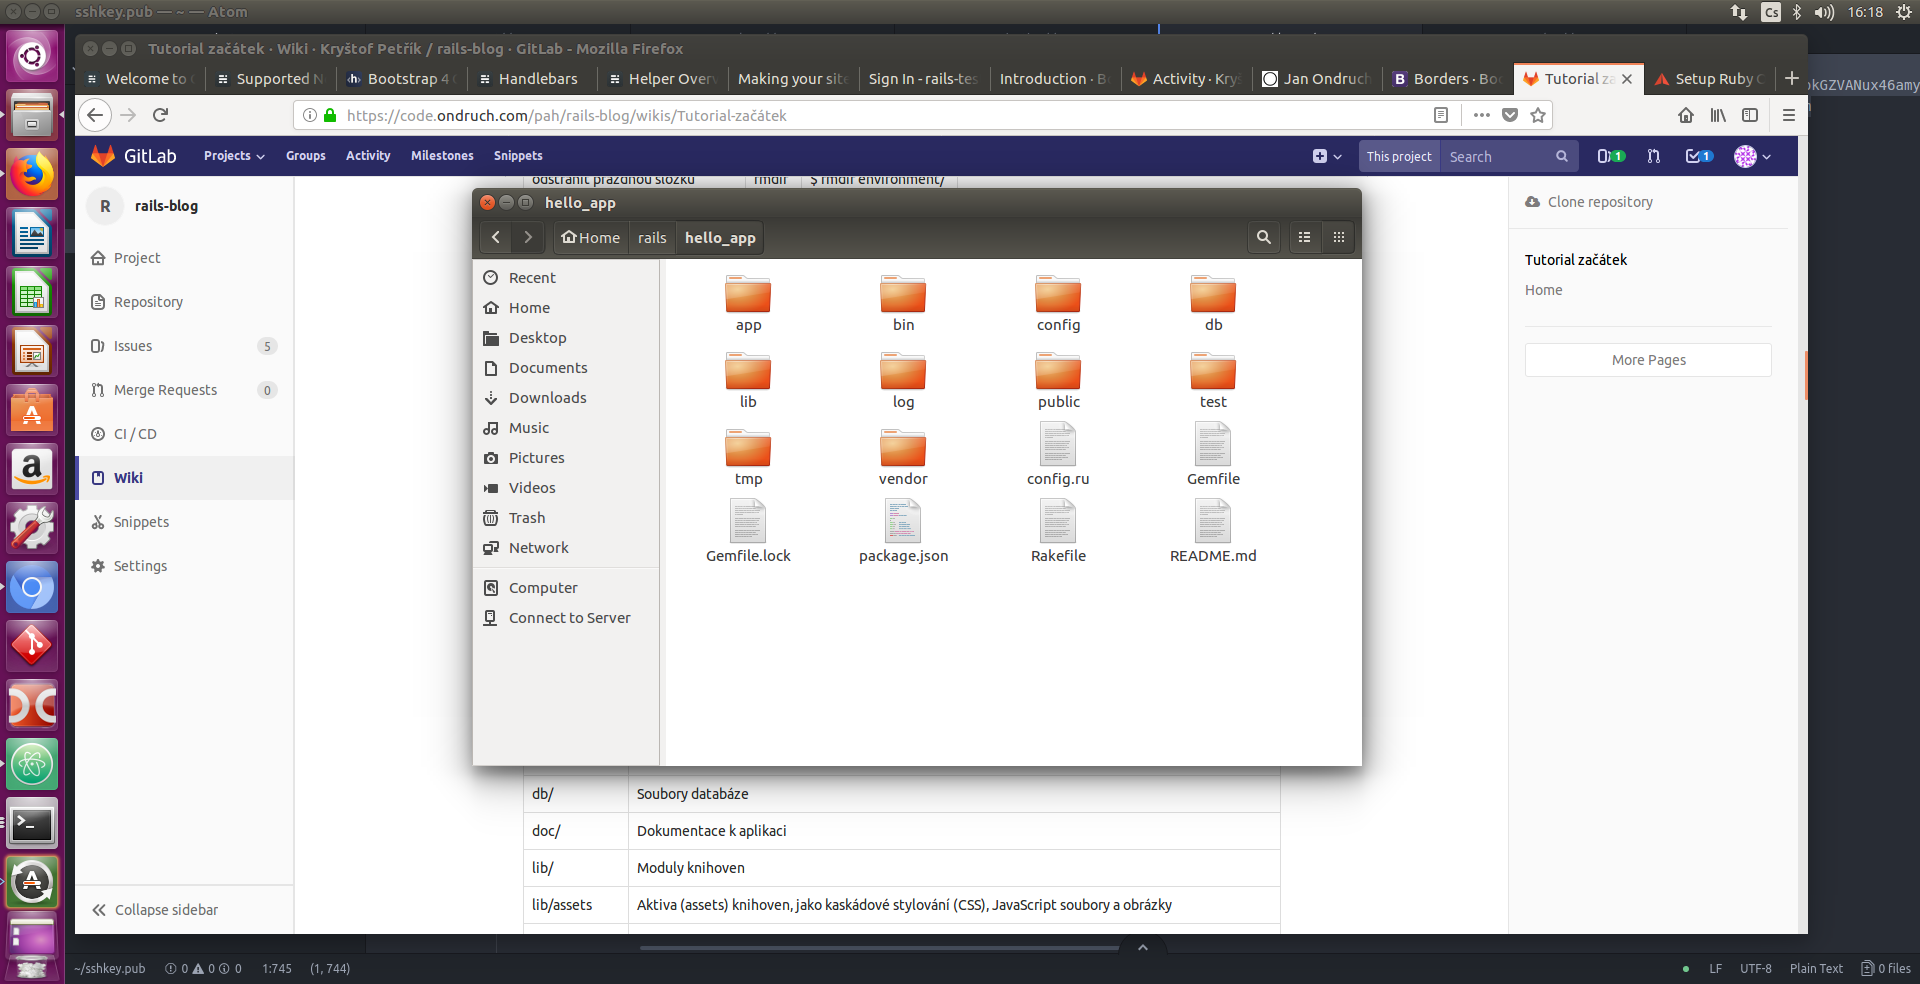 sshkey.pub — ~ — Atom
Cs
16:18
Tutorial začátek · Wiki · Kryštof Petřík / rails-blog · GitLab - Mozilla Firefox
Welcome to
Supported N
Bootstrap 4
Handlebars
Helper Over
Making your site
Sign In - rails-tes
Introduction · B
Activity · Kry
Jan Ondruch
Borders · Boo
Tutorial za
Setup Ruby
https://code.ondruch.com/pah/rails-blog/wikis/Tutorial-začátek
okGZVANux46amy
GitLab
Projects
Groups
Activity
Milestones
Snippets
This project
Search
1
1
R
rails-blog
Project
Repository
Issues
5
Merge Requests
0
CI / CD
Wiki
Snippets
Settings
Collapse sidebar
odstranit prázdnou složku
rmdir
$ rmdir environment/
hello_app
Home
rails
hello_app
Recent
Home
Desktop
Documents
Downloads
Music
Pictures
Videos
Trash
Network
Computer
Connect to Server
app
bin
config
db
lib
log
public
test
tmp
vendor
config.ru
Gemfile
Gemfile.lock
package.json
Rakefile
README.md
db/
Soubory databáze
doc/
Dokumentace k aplikaci
lib/
Moduly knihoven
lib/assets
Aktiva (assets) knihoven, jako kaskádové stylování (CSS), JavaScript soubory a obrázky
Clone repository
Tutorial začátek
Home
More Pages
~/sshkey.pub
0
0
0
1:745
(1, 744)
LF
UTF-8
Plain Text
0 files